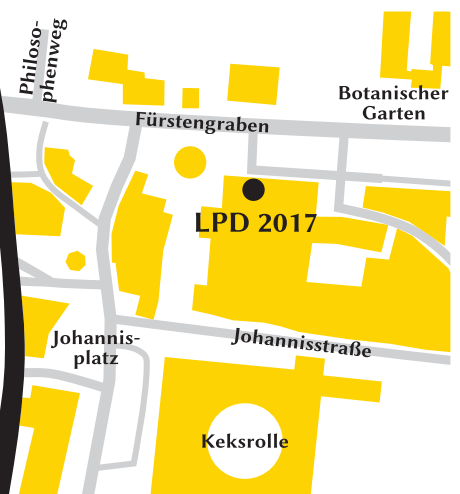 Philoso-
phenweg
Botanischer
Garten
Fürstengraben
LPD 2017
Johannis-
platz
Johannisstraße
Keksrolle